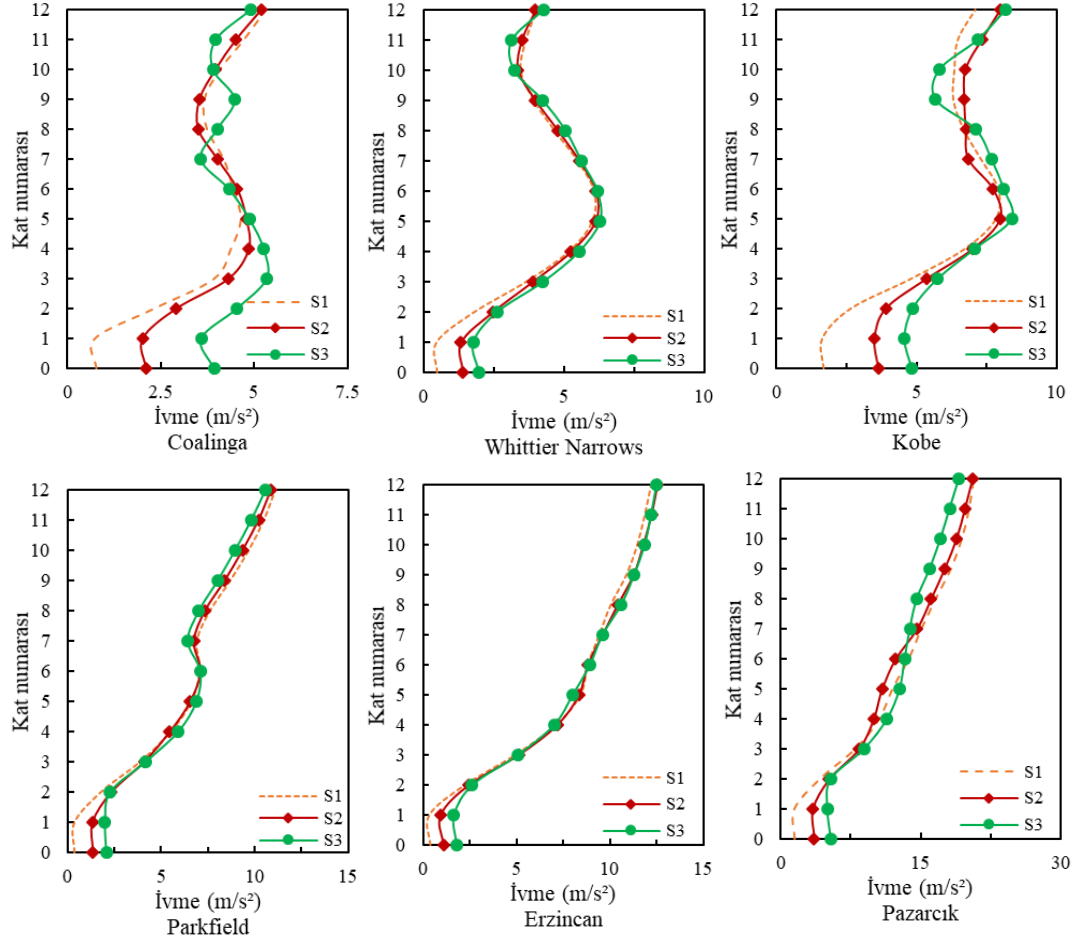 12
11
10
9
8
7
6
5
4
3
2
1
0
Kat numarası
S1
S2
S3
0
2.5
5
7.5
İvme (m/s²)
Coalinga
12
11
10
9
8
7
6
5
4
3
2
1
0
Kat numarası
S1
S2
S3
0
5
10
İvme (m/s²)
Whittier Narrows
12
11
10
9
8
7
6
5
4
3
2
1
0
Kat numarası
S1
S2
S3
0
5
10
İvme (m/s²)
Kobe
12
11
10
9
8
7
6
5
4
3
2
1
0
Kat numarası
S1
S2
S3
0
5
10
15
İvme (m/s²)
Parkfield
12
11
10
9
8
7
6
5
4
3
2
1
0
Kat numarası
S1
S2
S3
0
5
10
15
İvme (m/s²)
Erzincan
12
11
10
9
8
7
6
5
4
3
2
1
0
Kat numarası
S1
S2
S3
0
15
30
İvme (m/s²)
Pazarcık